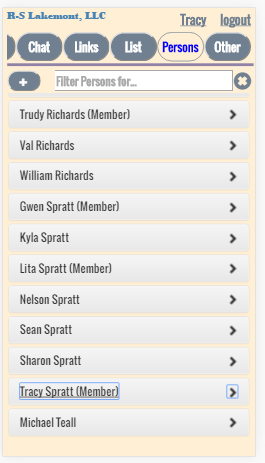 R-S Lakemont, LLC
Tracy logout
Chat Links List Persons Other
+ Filter Persons for...
Trudy Richards (Member)
Val Richards
William Richards
Gwen Spratt (Member)
Kyla Spratt
Lita Spratt (Member)
Nelson Spratt
Sean Spratt
Sharon Spratt
Tracy Spratt (Member)
Michael Teall